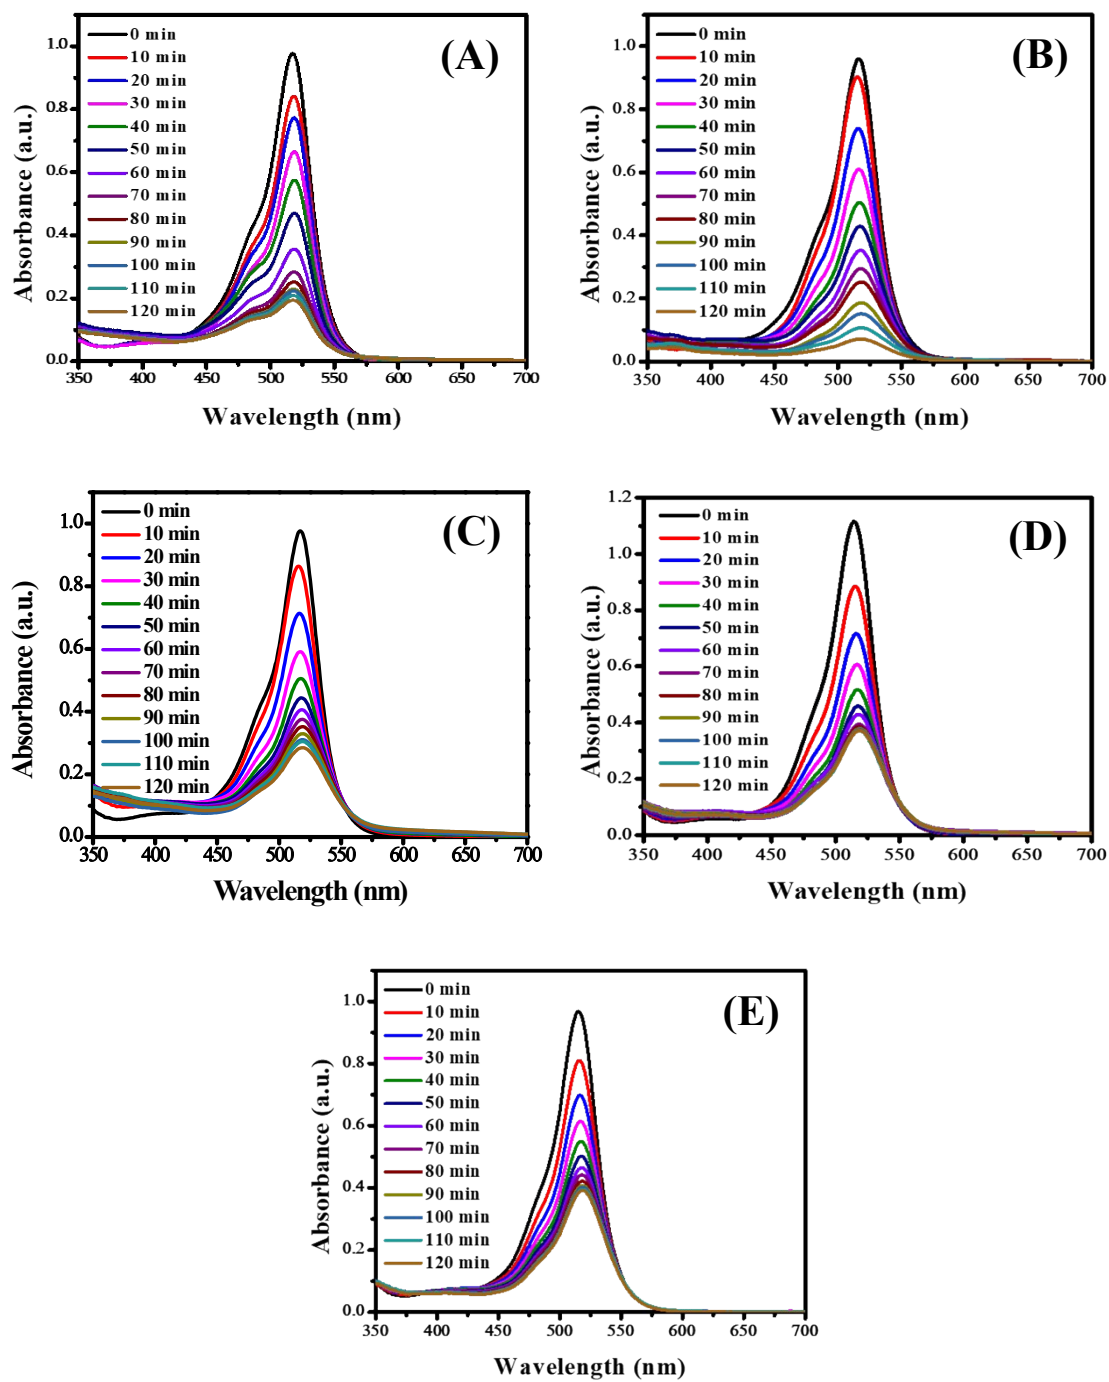 (A)
Absorbance (a.u.)
1.0
0.8
0.6
0.4
0.2
0.0
0 min
10 min
20 min
30 min
40 min
50 min
60 min
70 min
80 min
90 min
100 min
110 min
120 min
350 400 450 500 550 600 650 700
Wavelength (nm)
(B)
Absorbance (a.u.)
1.0
0.8
0.6
0.4
0.2
0.0
0 min
10 min
20 min
30 min
40 min
50 min
60 min
70 min
80 min
90 min
100 min
110 min
120 min
350 400 450 500 550 600 650 700
Wavelength (nm)
(C)
Absorbance (a.u.)
1.0
0.8
0.6
0.4
0.2
0.0
0 min
10 min
20 min
30 min
40 min
50 min
60 min
70 min
80 min
90 min
100 min
110 min
120 min
350 400 450 500 550 600 650 700
Wavelength (nm)
(D)
Absorbance (a.u.)
1.2
1.0
0.8
0.6
0.4
0.2
0.0
0 min
10 min
20 min
30 min
40 min
50 min
60 min
70 min
80 min
90 min
100 min
110 min
120 min
350 400 450 500 550 600 650 700
Wavelength (nm)
(E)
Absorbance (a.u.)
1.0
0.8
0.6
0.4
0.2
0.0
0 min
10 min
20 min
30 min
40 min
50 min
60 min
70 min
80 min
90 min
100 min
110 min
120 min
350 400 450 500 550 600 650 700
Wavelength (nm)